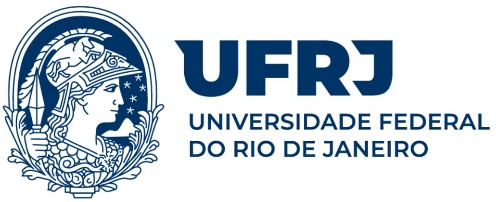 UFRJ
UNIVERSIDADE FEDERAL
DO RIO DE JANEIRO